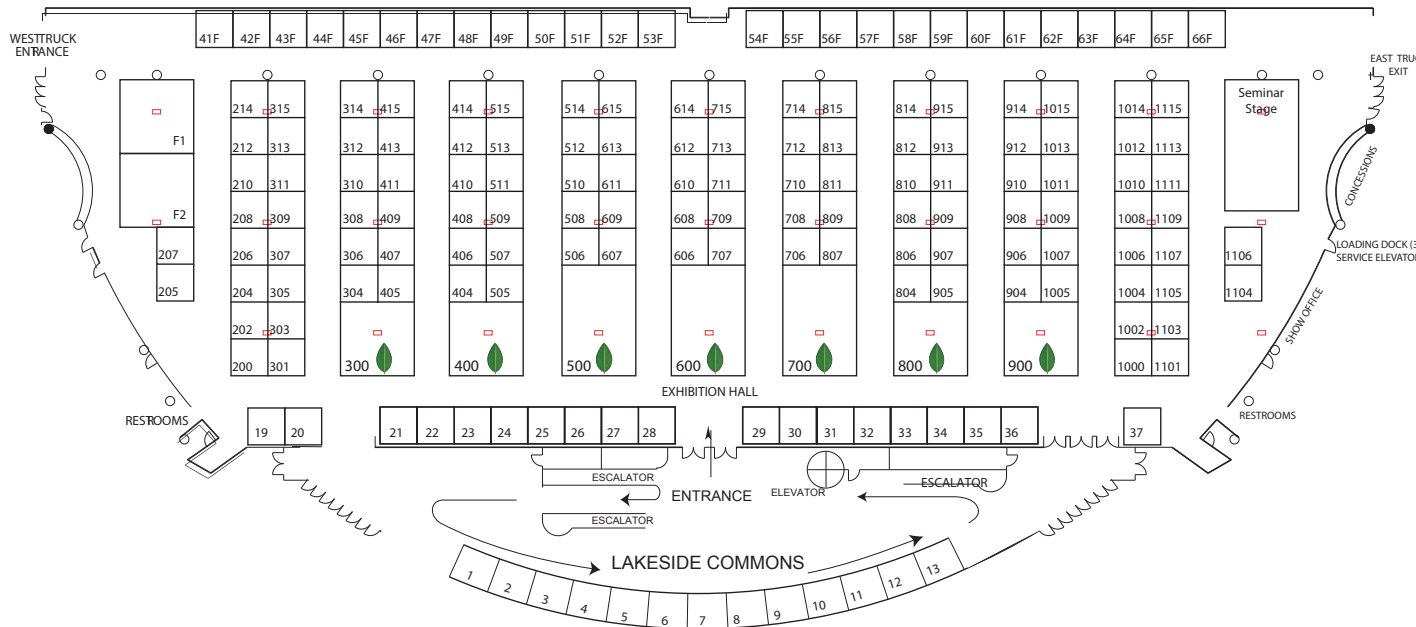 41F 42F 43F 44F 45F 46F 47F 48F 49F 50F 51F 52F 53F 54F 55F 56F 57F 58F 59F 60F 61F 62F 63F 64F 65F 66F
WESTTRUCK
ENTRANCE
EAST TRUC
EXIT
Seminar
Stage
214 315 314 415 414 515 514 615 614 715 714 815 814 915 914 1015 1014 1115
F1
212 313 312 413 412 513 512 613 612 713 712 813 812 913 912 1013 1012 1113
210 311 310 411 410 511 510 611 610 711 710 811 810 911 910 1011 1010 1111
CONCESSIONS
F2
208 309 308 409 408 509 508 609 608 709 708 809 808 909 908 1009 1008 1109
207 206 307 306 407 406 507 506 607 606 707 706 807 806 907 906 1007 1006 1107 1106
LOADING DOCK (3
SERVICE ELEVATOR
205 204 305 304 405 404 505 804 905 904 1005 1004 1105 1104
SHOW OFFICE
202 303 1002 1103
200 301 300 400 500 600 700 800 900 1000 1101
EXHIBITION HALL
RESTROOMS
RESTROOMS
19 20 21 22 23 24 25 26 27 28 29 30 31 32 33 34 35 36 37
ESCALATOR
ENTRANCE
ELEVATOR
ESCALATOR
ESCALATOR
LAKESIDE COMMONS
1 2 3 4 5 6 7 8 9 10 11 12 13